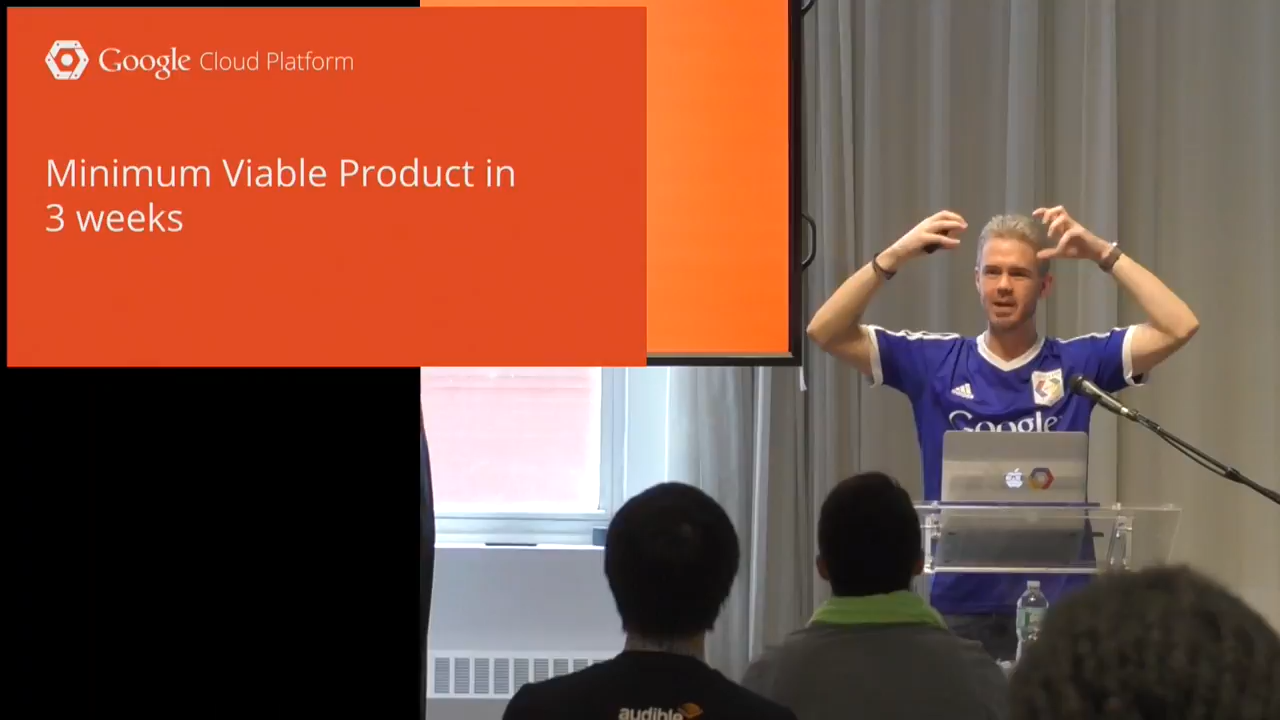 Google Cloud Platform
Minimum Viable Product in
3 weeks
Google
audible